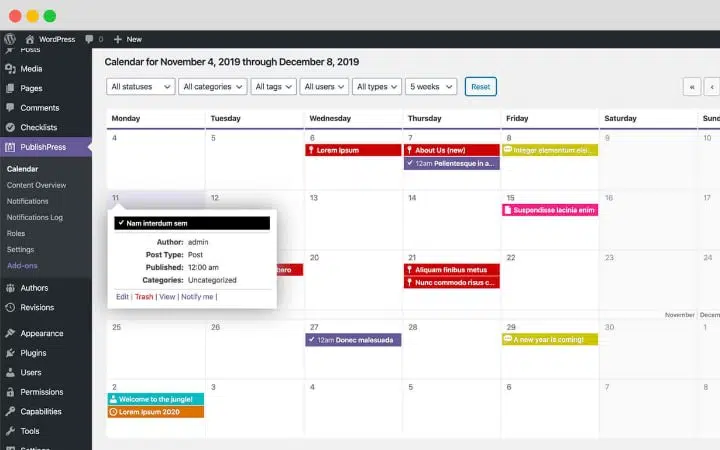 WordPress 0 New
Posts
Media
Pages
Comments
Checklists
PublishPress
Calendar
Content Overview
Notifications
Notifications Log
Roles
Settings
Add-ons
Authors
Revisions
Appearance
Plugins
Users
Permissions
Capabilities
Tools
Settings
Calendar for November 4, 2019 through December 8, 2019
All statuses All categories All tags All users All types 5 weeks Reset « ‹
Monday Tuesday Wednesday Thursday Friday Saturday
4 5 6 7 8 9 1
Lorem Ipsum About Us (new) Integer elementum elei...
12am Pellentesque in a...
11 12 13 14 15 16 1
Suspendisse lacinia enim
Nam interdum sem
Author: admin
Post Type: Post
Published: 12:00 am
Categories: Uncategorized
Edit | Trash | View | Notify me |
20 21 22 23 2
Aliquam finibus metus
Nunc commodo risus c...
November Decem
25 26 27 28 29 30 1
12am Donec malesuada A new year is coming!
2 3 4 5 6 7 8
Welcome to the jungle!
Lorem Ipsum 2020